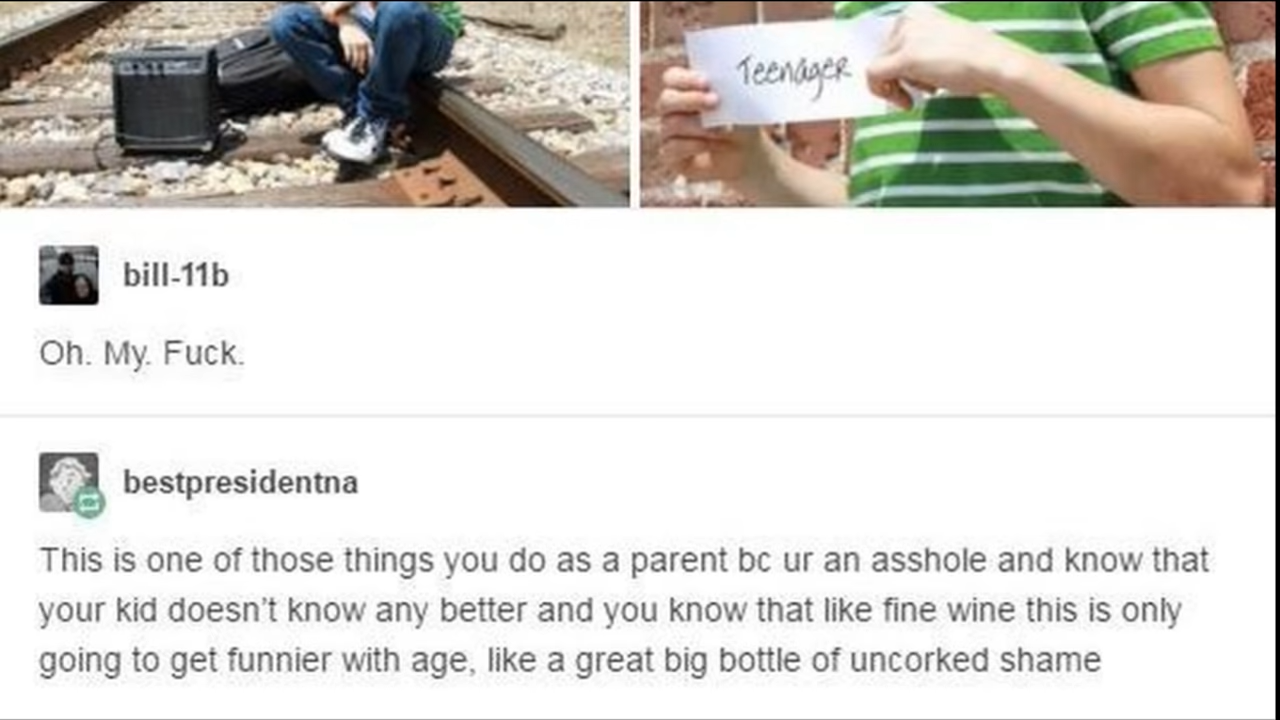 Teenager
bill-11b
Oh. My. Fuck.
bestpresidentna
This is one of those things you do as a parent bc ur an asshole and know that
your kid doesn't know any better and you know that like fine wine this is only
going to get funnier with age, like a great big bottle of uncorked shame